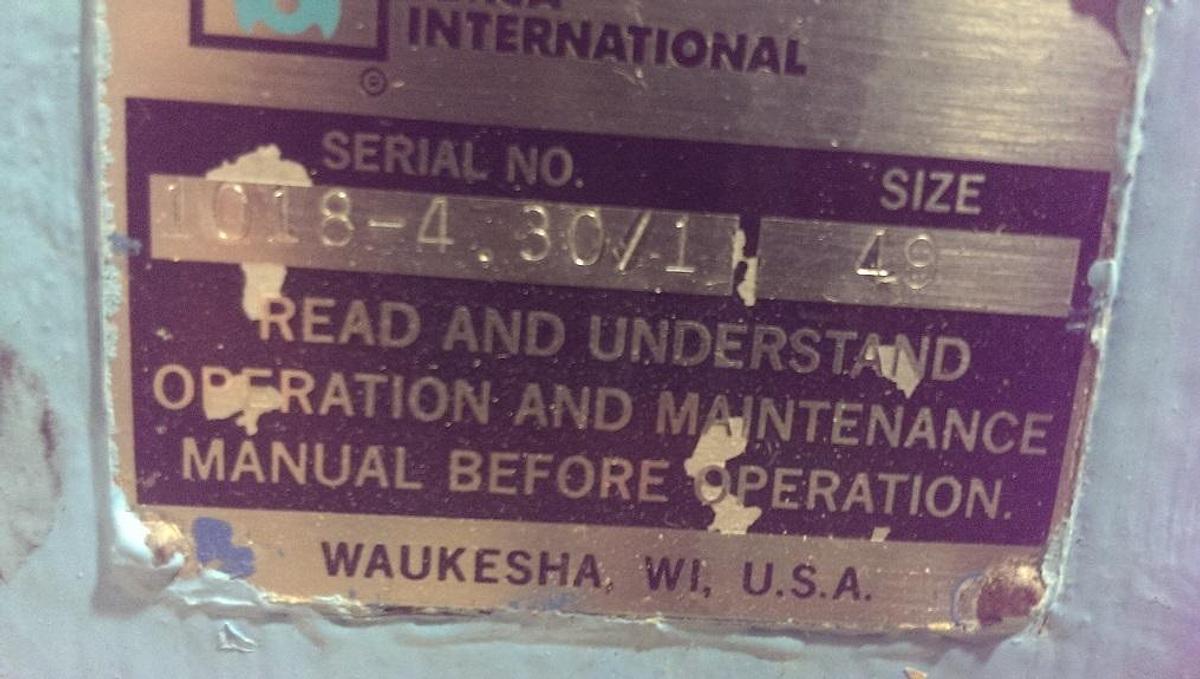 INTERNATIONAL
©
SERIAL NO. SIZE
1018-4.30/1 49
READ AND UNDERSTAND
OPERATION AND MAINTENANCE
MANUAL BEFORE OPERATION.
WAUKESHA, WI, U.S.A.